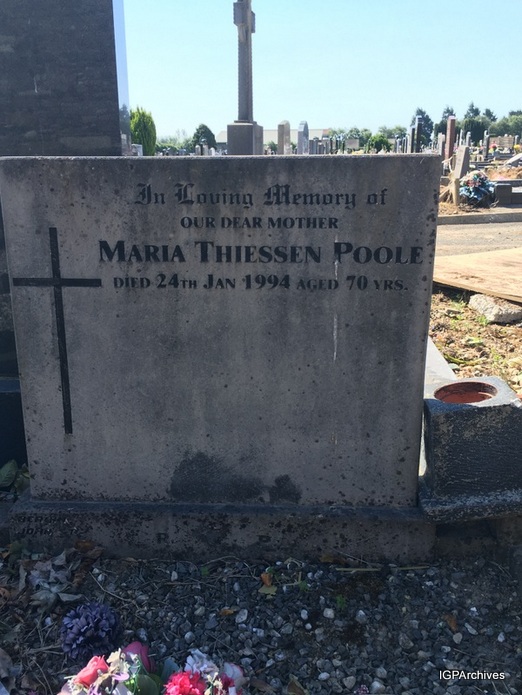 In Loving Memory of
OUR DEAR MOTHER
MARIA THIESSEN POOLE
DIED 24TH JAN 1994 AGED 70 YRS.
R. I. P.
IGPArchives